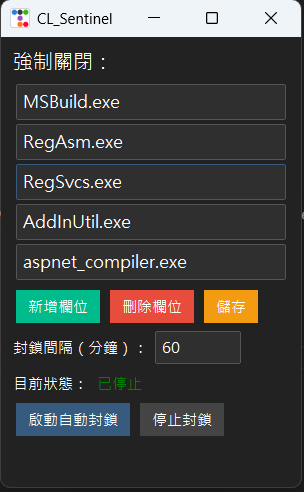 CL_Sentinel
強制關閉：
MSBuild.exe
RegAsm.exe
RegSvcs.exe
AddInUtil.exe
aspnet_compiler.exe
新增欄位 刪除欄位 儲存
封鎖間隔（分鐘）： 60
目前狀態： 已停止
啟動自動封鎖 停止封鎖